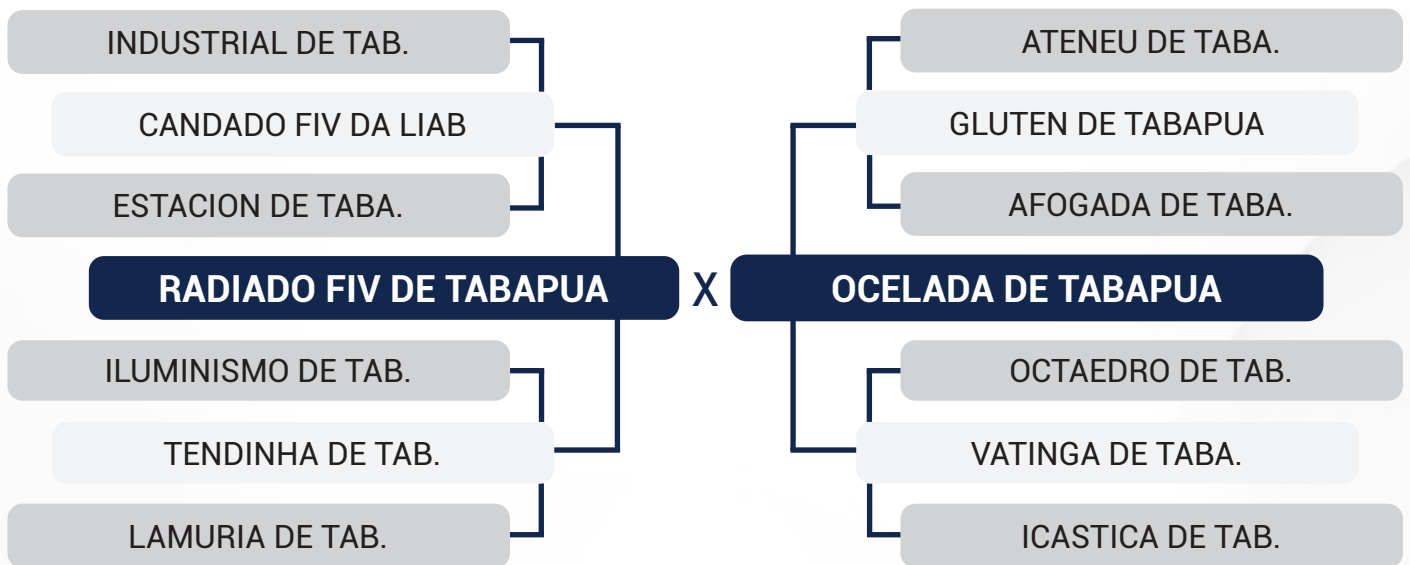 INDUSTRIAL DE TAB.
CANDADO FIV DA LIAB
ESTACION DE TABA.
RADIADO FIV DE TABAPUA
ILUMINISMO DE TAB.
TENDINHA DE TAB.
LAMURIA DE TAB.
X
ATENEU DE TABA.
GLUTEN DE TABAPUA
AFOGADA DE TABA.
OCELADA DE TABAPUA
OCTAEDRO DE TAB.
VATINGA DE TABA.
ICASTICA DE TAB.